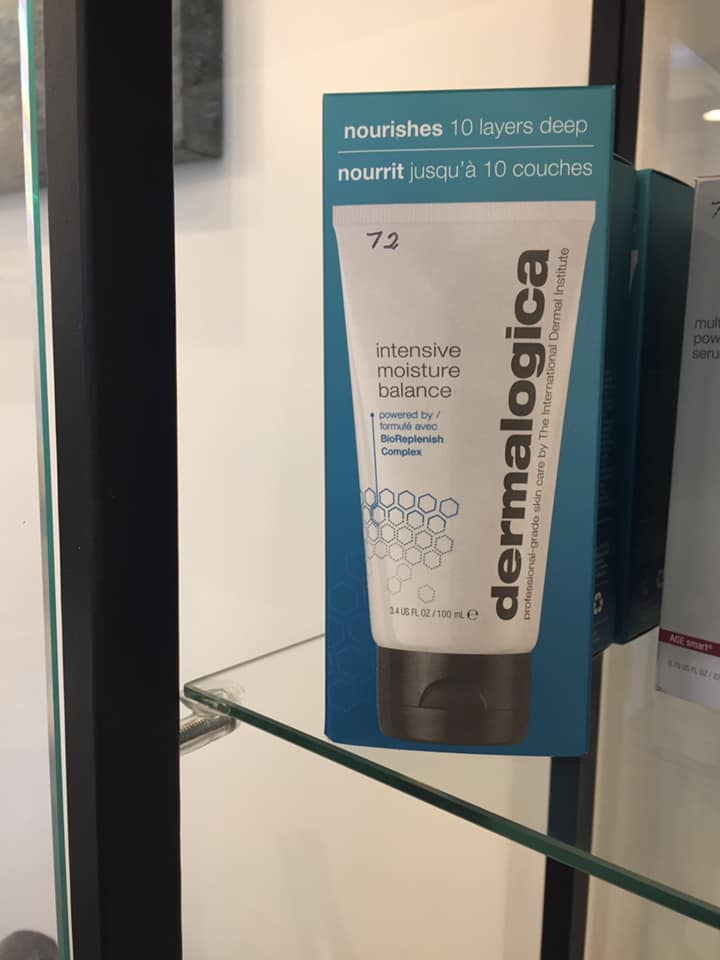 nourishes 10 layers deep
nourrit jusqu'à 10 couches
72
intensive
moisture
balance
powered by /
formulé avec
BioReplenish
Complex
dermalogica
professional-grade skin care by The International Dermal Institute
3.4 US FL OZ / 100 mL ℮
AGE smart®